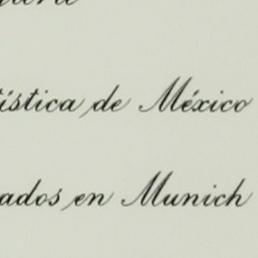 ística de México
ados en Munich